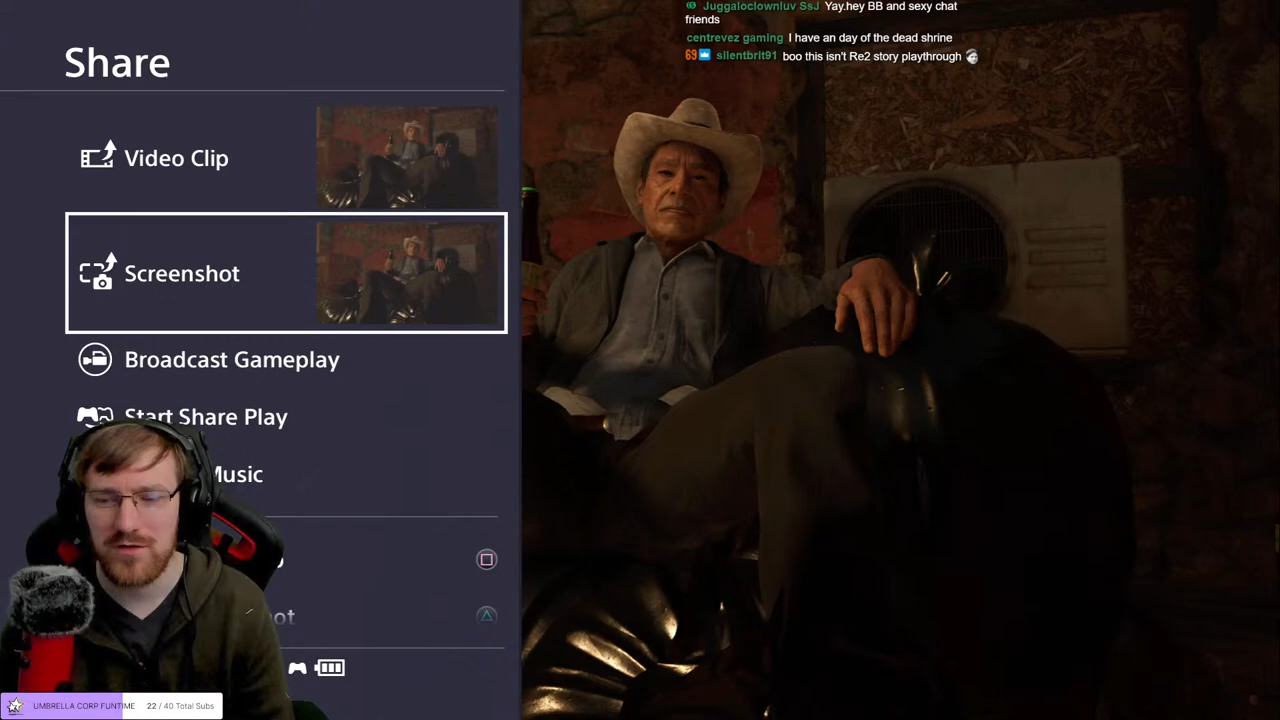 Juggaloclownluv SsJ Yay.hey BB and sexy chat
friends
centrevez gaming I have an day of the dead shrine
69 silentbrit91 boo this isn't Re2 story playthrough
Share
Video Clip
Screenshot
Broadcast Gameplay
Start Share Play
Music
UMBRELLA CORP FUNTIME 22 / 40 Total Subs